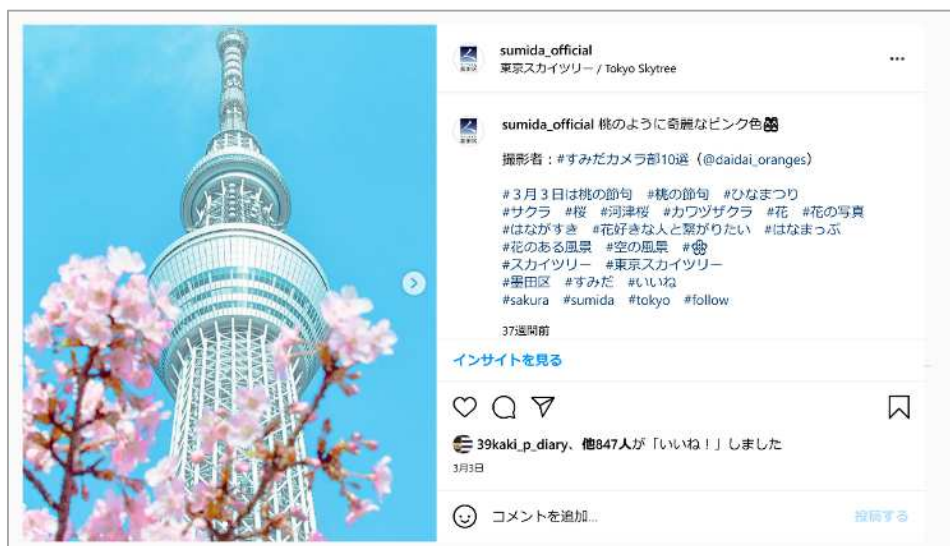 sumida_official
東京スカイツリー / Tokyo Skytree
sumida_official 桃のように奇麗なピンク色🎎
撮影者：#すみだカメラ部10選（@daidai_oranges）
#３月３日は桃の節句 #桃の節句 #ひなまつり
#サクラ #桜 #河津桜 #カワヅザクラ #花 #花の写真
#はながすき #花好きな人と繋がりたい #はなまっぷ
#花のある風景 #空の風景 #🌸
#スカイツリー #東京スカイツリー
#墨田区 #すみだ #いいね
#sakura #sumida #tokyo #follow
37週間前
インサイトを見る
39kaki_p_diary、他847人が「いいね！」しました
3月3日
コメントを追加...
投稿する